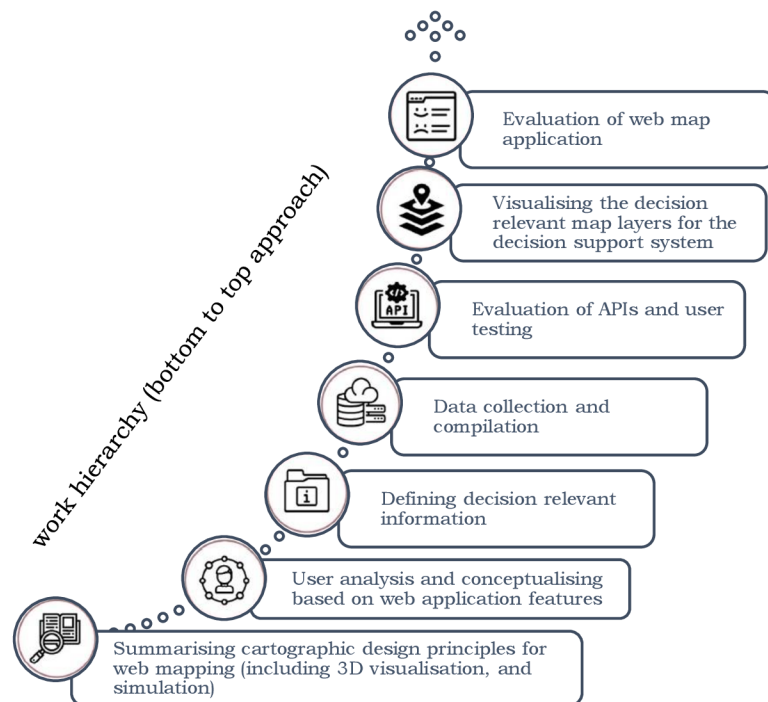 Evaluation of web map
application
Visualising the decision
relevant map layers for the
decision support system
API
Evaluation of APIs and user
testing
Data collection and
compilation
i
Defining decision relevant
information
User analysis and conceptualising
based on web application features
Summarising cartographic design principles for
web mapping (including 3D visualisation, and
simulation)
work hierarchy (bottom to top approach)